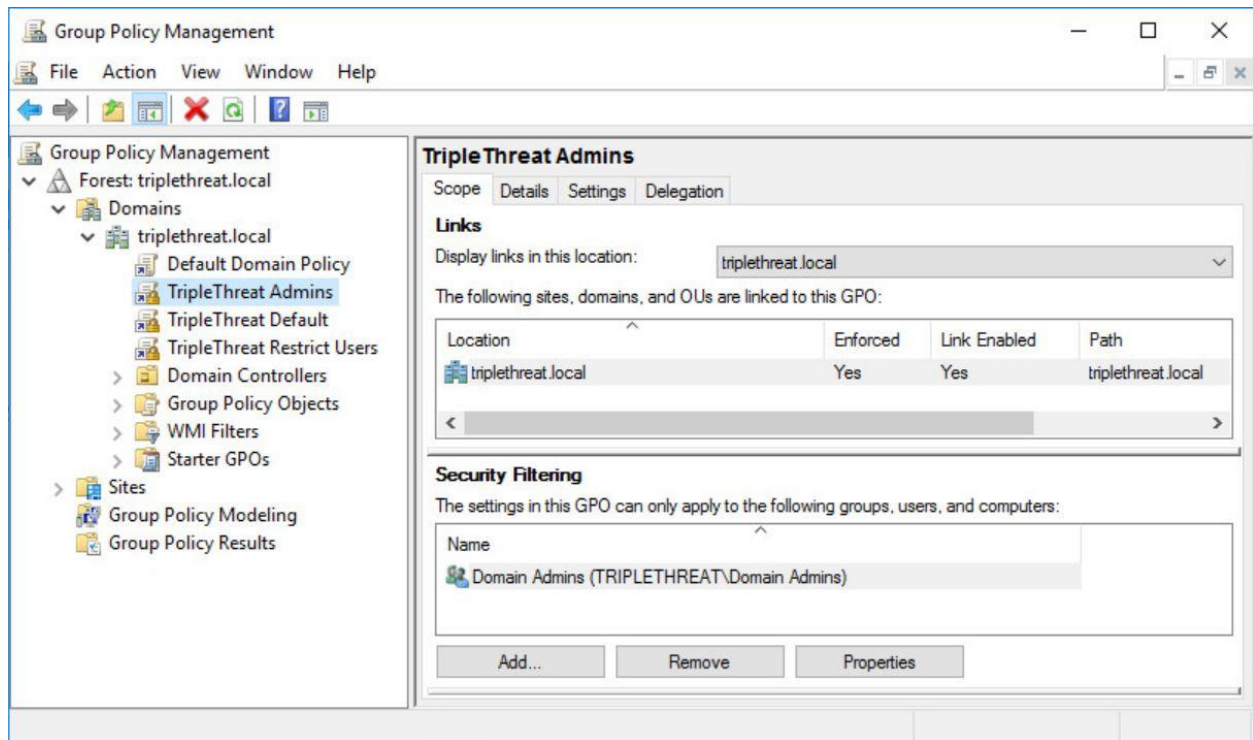 Group Policy Management
File Action View Window Help
Group Policy Management
Forest: triplethreat.local
Domains
triplethreat.local
Default Domain Policy
TripleThreat Admins
TripleThreat Default
TripleThreat Restrict Users
Domain Controllers
Group Policy Objects
WMI Filters
Starter GPOs
Sites
Group Policy Modeling
Group Policy Results
TripleThreat Admins
Scope Details Settings Delegation
Links
Display links in this location: triplethreat.local
The following sites, domains, and OUs are linked to this GPO:
Location Enforced Link Enabled Path
triplethreat.local Yes Yes triplethreat.local
Security Filtering
The settings in this GPO can only apply to the following groups, users, and computers:
Name
Domain Admins (TRIPLETHREAT\Domain Admins)
Add... Remove Properties